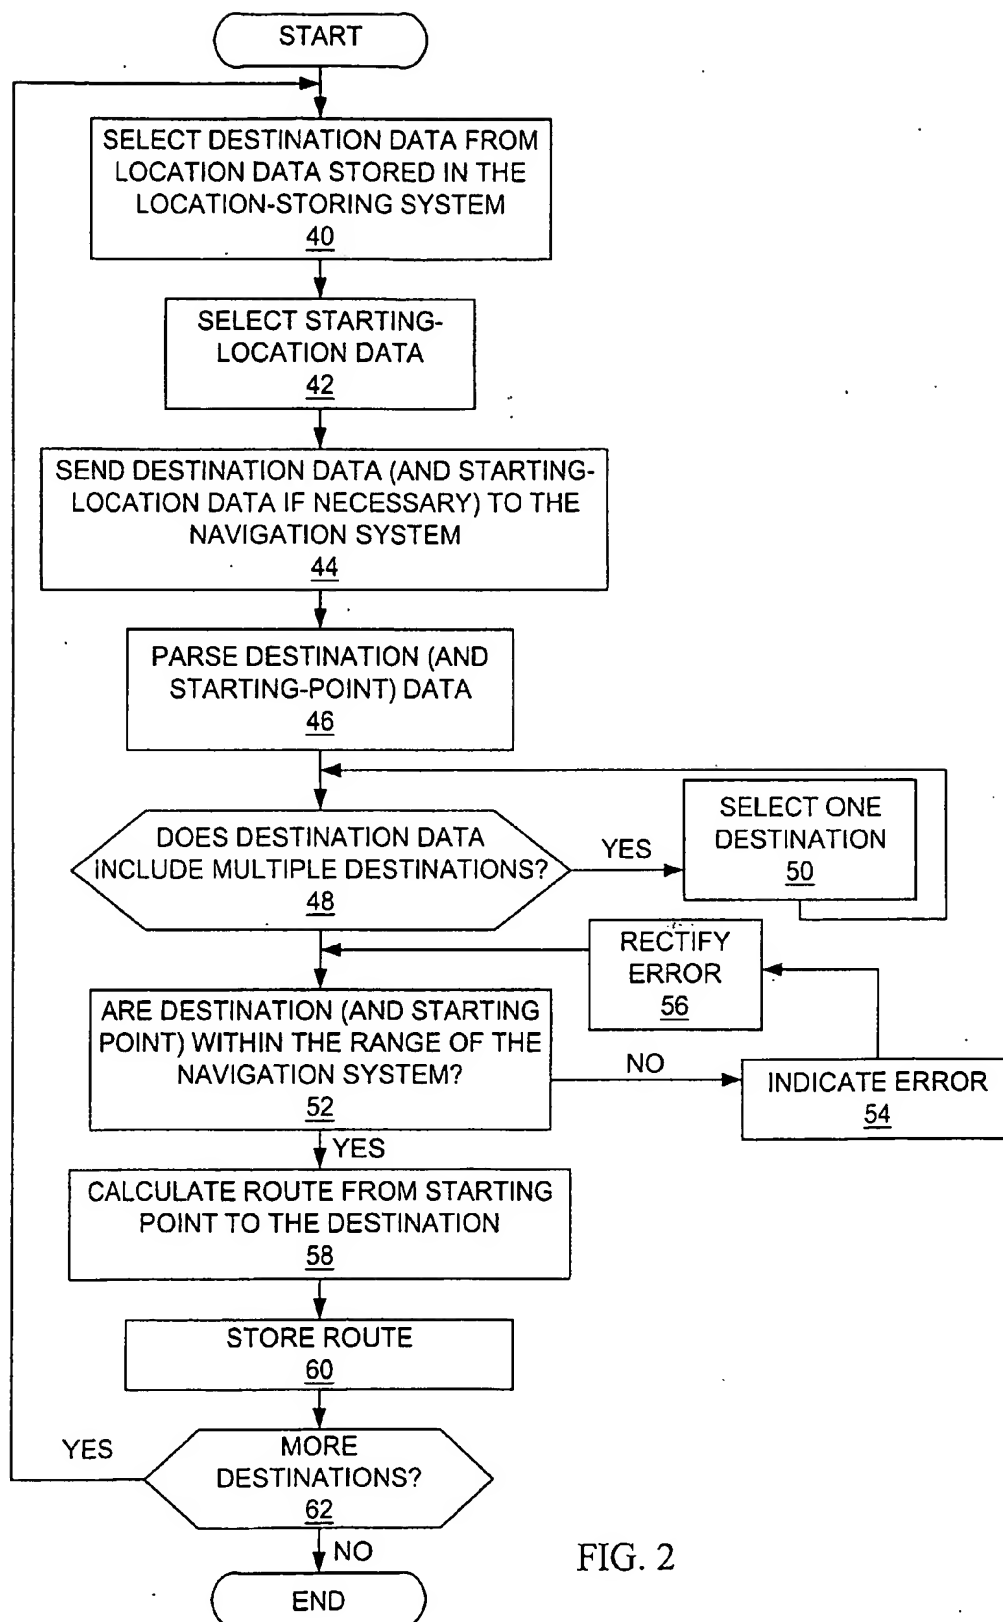 START
SELECT DESTINATION DATA FROM
LOCATION DATA STORED IN THE
LOCATION-STORING SYSTEM
40
SELECT STARTING-
LOCATION DATA
42
SEND DESTINATION DATA (AND STARTING-
LOCATION DATA IF NECESSARY) TO THE
NAVIGATION SYSTEM
44
PARSE DESTINATION (AND
STARTING-POINT) DATA
46
DOES DESTINATION DATA
INCLUDE MULTIPLE DESTINATIONS?
48
YES
SELECT ONE
DESTINATION
50
RECTIFY
ERROR
56
ARE DESTINATION (AND STARTING
POINT) WITHIN THE RANGE OF THE
NAVIGATION SYSTEM?
52
NO
INDICATE ERROR
54
YES
CALCULATE ROUTE FROM STARTING
POINT TO THE DESTINATION
58
STORE ROUTE
60
YES
MORE
DESTINATIONS?
62
NO
END
FIG. 2